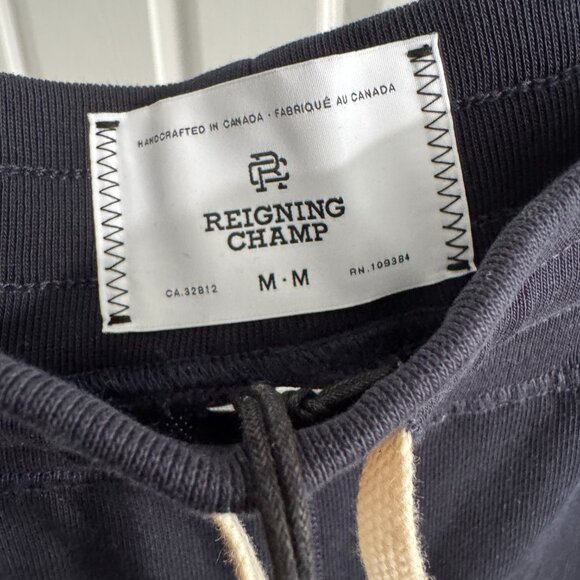 HANDCRAFTED IN CANADA · FABRIQUÉ AU CANADA
RC
REIGNING
CHAMP
CA.32812 M·M RN.109384